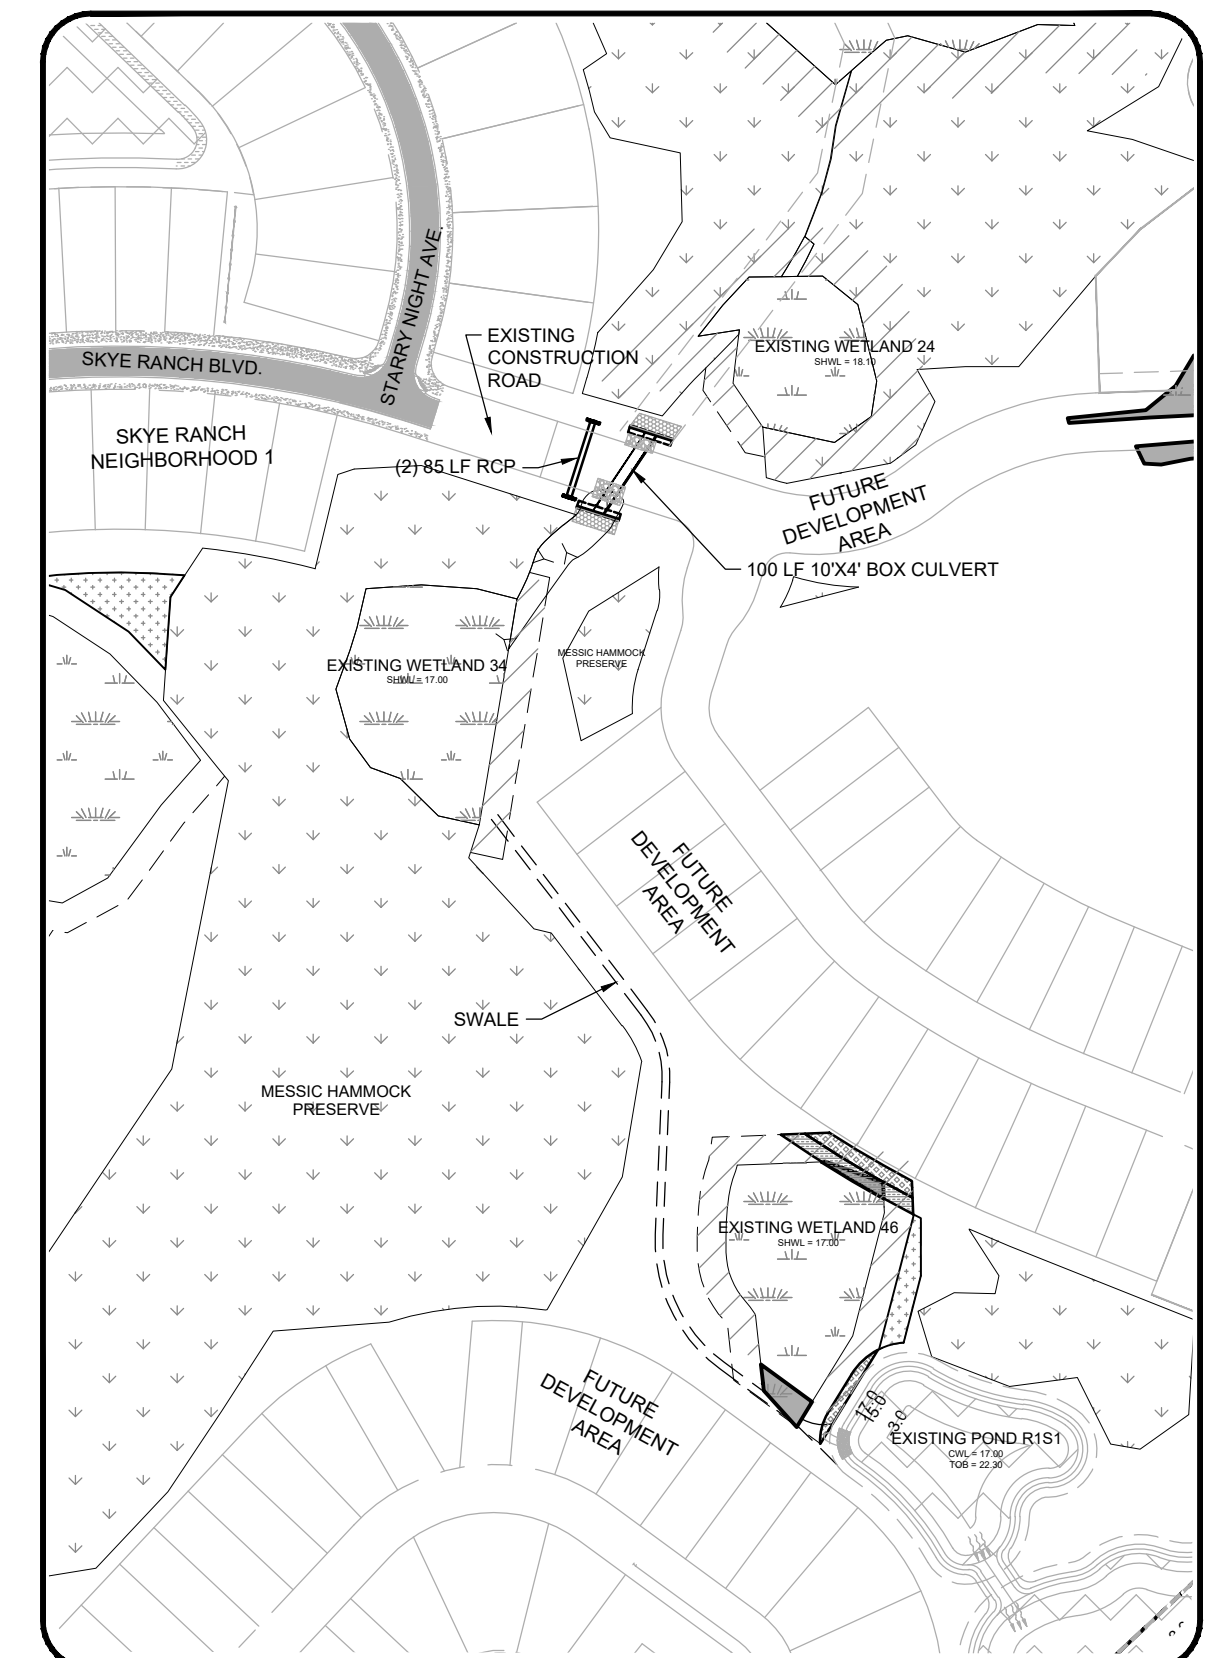 STARRY NIGHT AVE.
SKYE RANCH BLVD.
EXISTING
CONSTRUCTION
ROAD
EXISTING WETLAND 24
SHWL = 18.10
SKYE RANCH
NEIGHBORHOOD 1
(2) 85 LF RCP
FUTURE
DEVELOPMENT
AREA
100 LF 10'X4' BOX CULVERT
EXISTING WETLAND 34
SHWL = 17.00
MESSIC HAMMOCK
PRESERVE
FUTURE
DEVELOPMENT
AREA
SWALE
MESSIC HAMMOCK
PRESERVE
EXISTING WETLAND 46
SHWL = 17.00
FUTURE
DEVELOPMENT
AREA
17.0
15.0
EXISTING POND R1S1
CWL = 17.00
TOB = 22.30